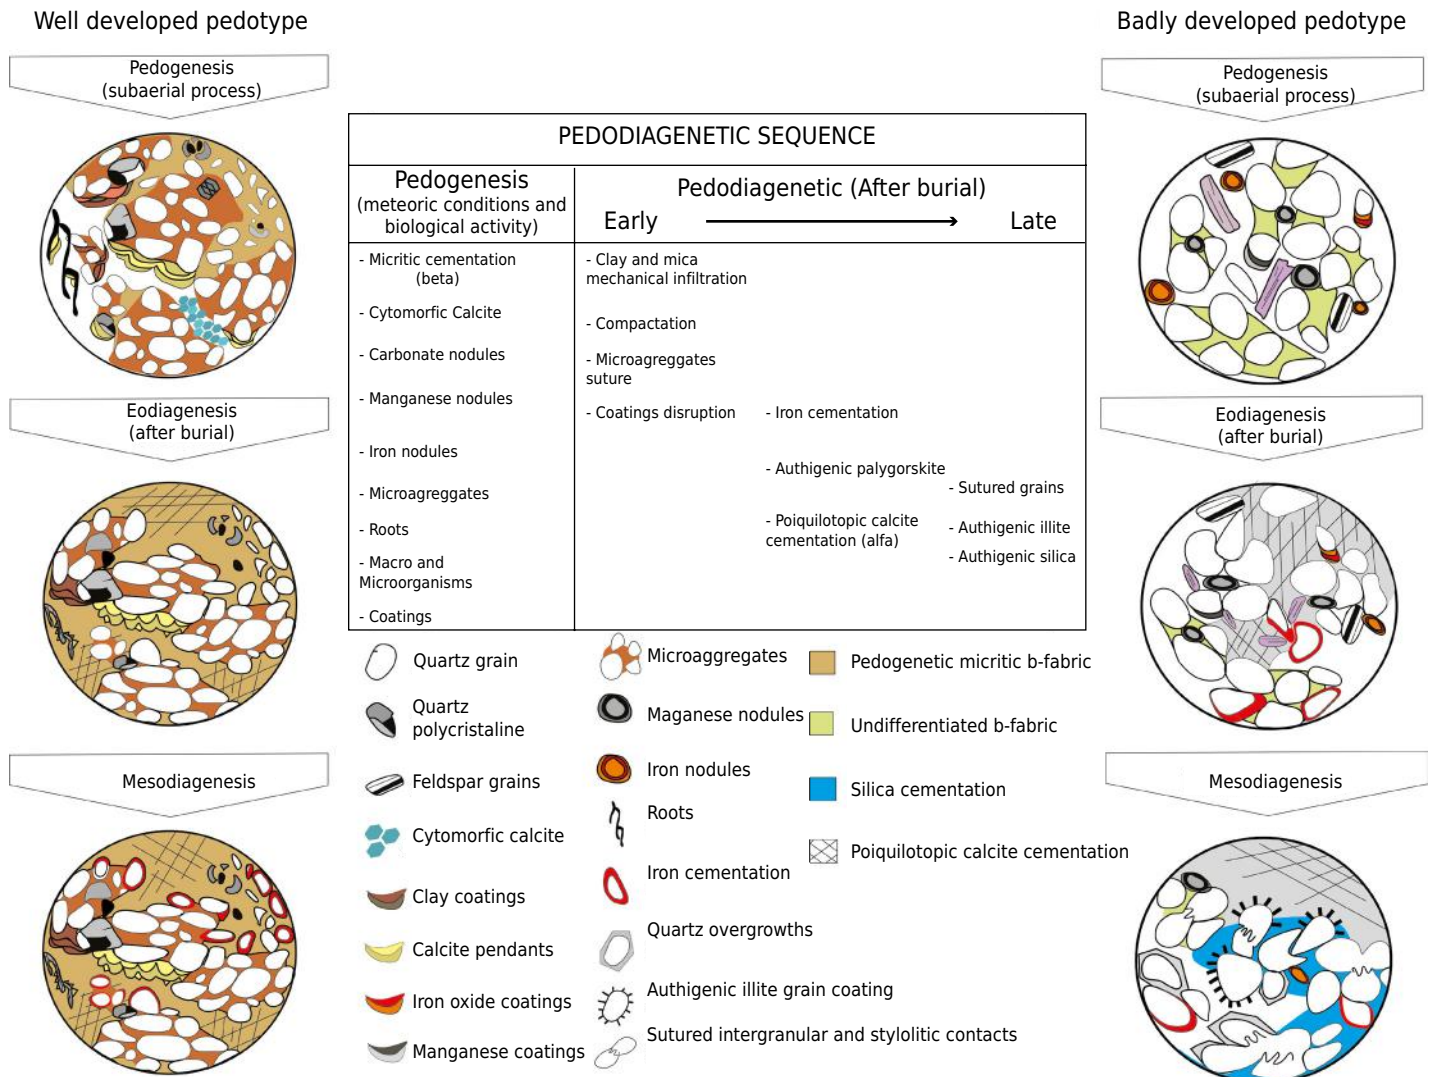 Well developed pedotype
Badly developed pedotype
Pedogenesis
(subaerial process)
Pedogenesis
(subaerial process)
PEDODIAGENETIC SEQUENCE
Pedogenesis
(meteoric conditions and
biological activity)
Pedodiagenetic (After burial)
Early
Late
- Micritic cementation
(beta)
- Cytomorfic Calcite
- Carbonate nodules
- Manganese nodules
- Iron nodules
- Microagreggates
- Roots
- Macro and
Microorganisms
- Coatings
- Clay and mica
mechanical infiltration
- Compactation
- Microagreggates
suture
- Coatings disruption
- Iron cementation
- Authigenic palygorskite
- Poiquilotopic calcite
cementation (alfa)
- Sutured grains
- Authigenic illite
- Authigenic silica
Eodiagenesis
(after burial)
Eodiagenesis
(after burial)
Mesodiagenesis
Mesodiagenesis
Quartz grain
Quartz
polycristaline
Feldspar grains
Cytomorfic calcite
Clay coatings
Calcite pendants
Iron oxide coatings
Manganese coatings
Microaggregates
Maganese nodules
Iron nodules
Roots
Iron cementation
Quartz overgrowths
Authigenic illite grain coating
Sutured intergranular and stylolitic contacts
Pedogenetic micritic b-fabric
Undifferentiated b-fabric
Silica cementation
Poiquilotopic calcite cementation